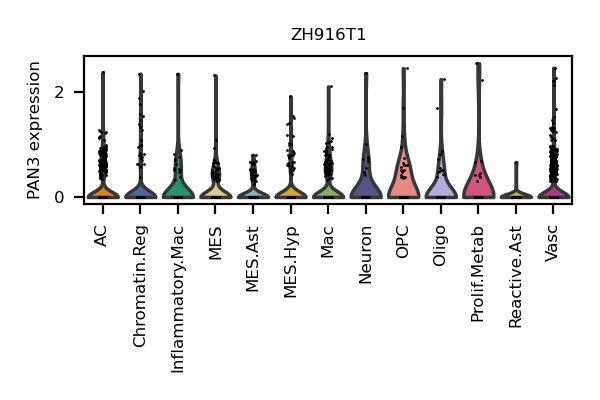 ZH916T1
PAN3 expression
2
0
AC
Chromatin.Reg
Inflammatory.Mac
MES
MES.Ast
MES.Hyp
Mac
Neuron
OPC
Oligo
Prolif.Metab
Reactive.Ast
Vasc